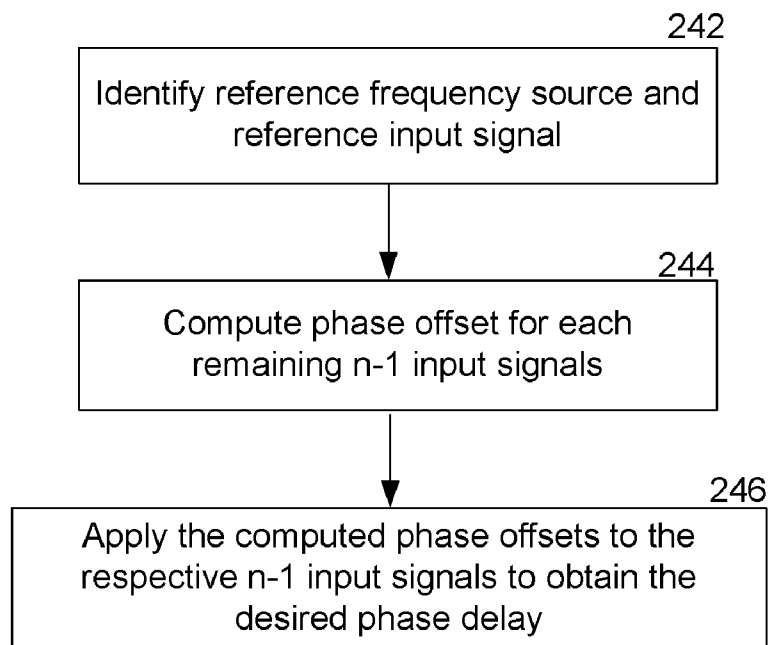 242
Identify reference frequency source and
reference input signal
244
Compute phase offset for each
remaining n-1 input signals
246
Apply the computed phase offsets to the
respective n-1 input signals to obtain the
desired phase delay